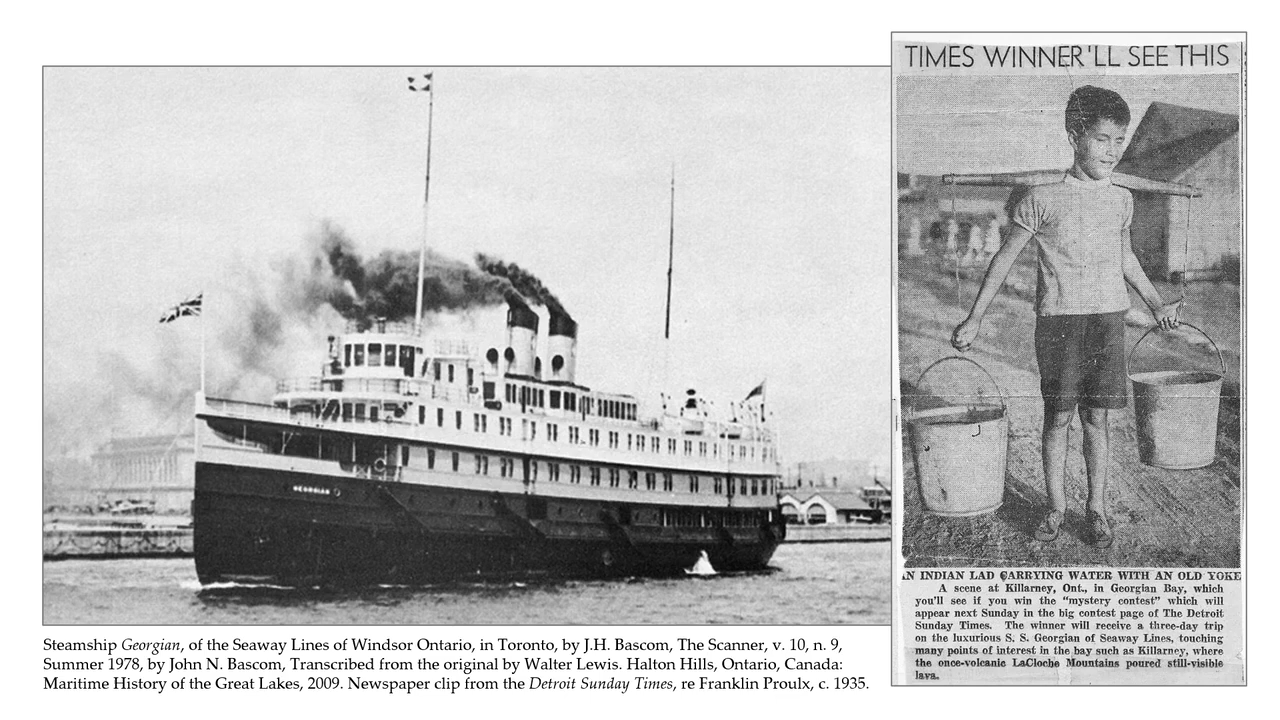 TIMES WINNER'LL SEE THIS
GEORGIAN
AN INDIAN LAD CARRYING WATER WITH AN OLD YOKE
A scene at Killarney, Ont., in Georgian Bay, which
you'll see if you win the "mystery contest" which will
appear next Sunday in the big contest page of The Detroit
Sunday Times. The winner will receive a three-day trip
on the luxurious S. S. Georgian of Seaway Lines, touching
many points of interest in the bay such as Killarney, where
the once-volcanic LaCloche Mountains poured still-visible
lava.
Steamship Georgian, of the Seaway Lines of Windsor Ontario, in Toronto, by J.H. Bascom, The Scanner, v. 10, n. 9,
Summer 1978, by John N. Bascom, Transcribed from the original by Walter Lewis. Halton Hills, Ontario, Canada:
Maritime History of the Great Lakes, 2009. Newspaper clip from the Detroit Sunday Times, re Franklin Proulx, c. 1935.